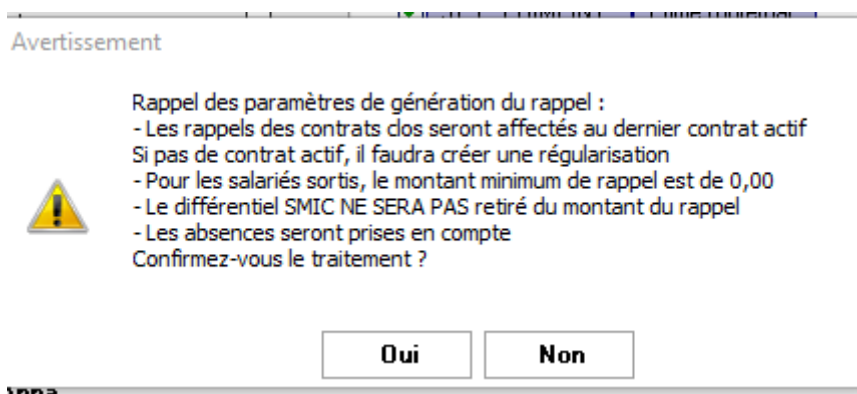 Avertissement
Rappel des paramètres de génération du rappel :
- Les rappels des contrats clos seront affectés au dernier contrat actif
Si pas de contrat actif, il faudra créer une régularisation
- Pour les salariés sortis, le montant minimum de rappel est de 0,00
- Le différentiel SMIC NE SERA PAS retiré du montant du rappel
- Les absences seront prises en compte
Confirmez-vous le traitement ?
Oui
Non